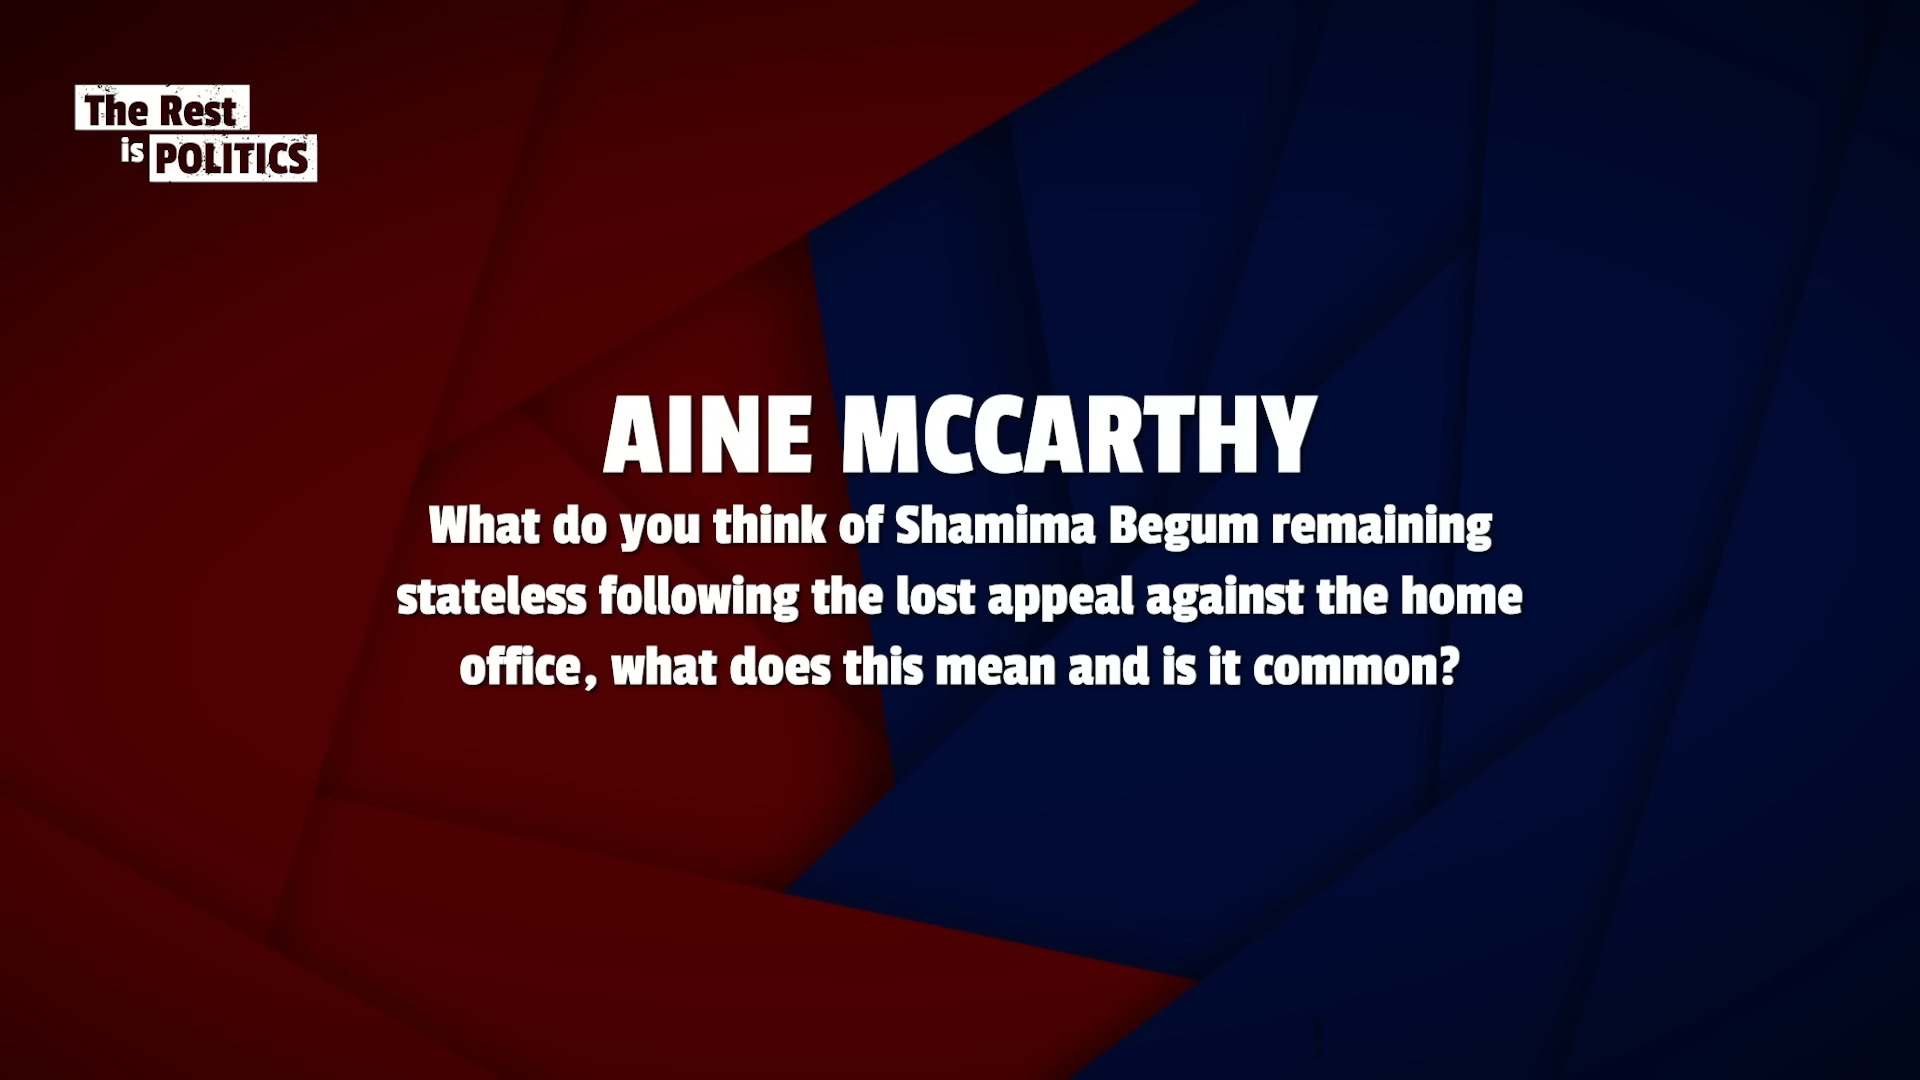 The Rest
is POLITICS
AINE MCCARTHY
What do you think of Shamima Begum remaining
stateless following the lost appeal against the home
office, what does this mean and is it common?